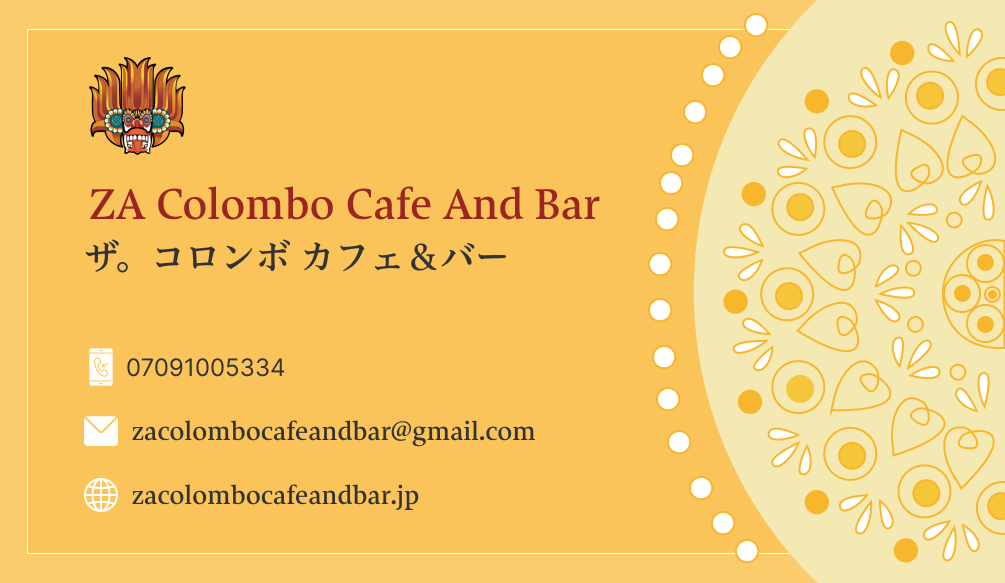 ZA Colombo Cafe And Bar
ザ。コロンボ カフェ＆バー
07091005334
zacolombocafeandbar@gmail.com
zacolombocafeandbar.jp